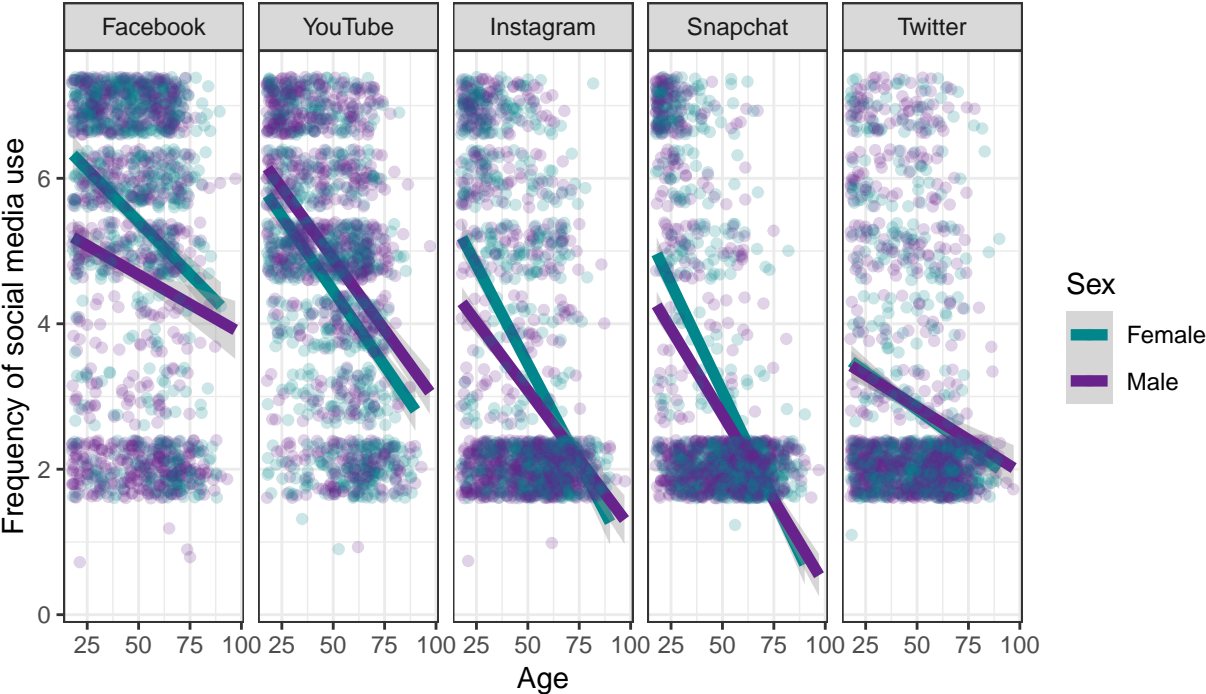 Facebook YouTube Instagram Snapchat Twitter
Frequency of social media use
6
4
2
0
25 50 75 100 25 50 75 100 25 50 75 100 25 50 75 100 25 50 75 100
Age
Sex
Female
Male